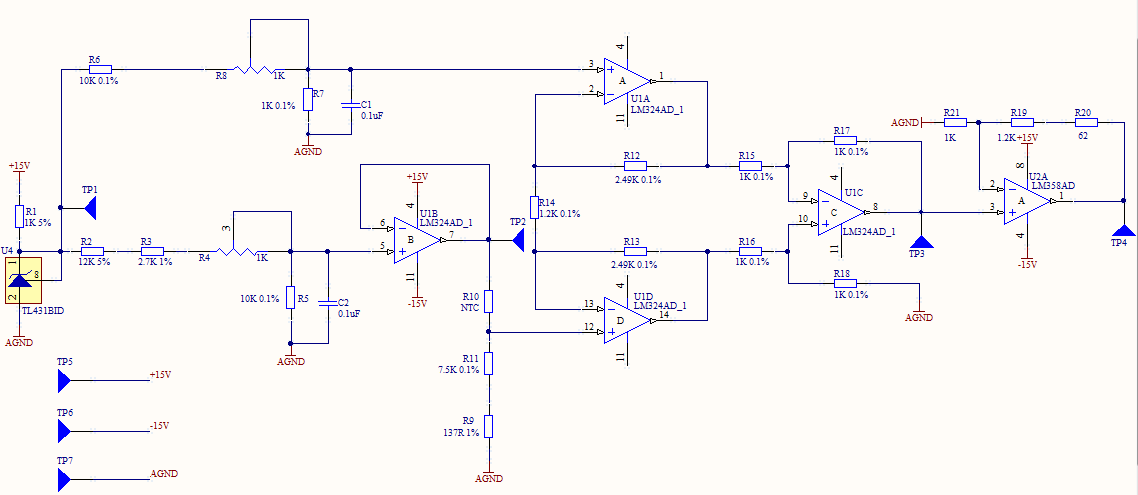 R6
10K 0.1%
R8
1K
R7
1K 0.1%
C1
0.1uF
AGND
3
2
1
4
11
+
−
A
U1A
LM324AD_1
+15V
R1
1K 5%
TP1
U4
1
8
2
TL431BID
AGND
R2
12K 5%
R3
2.7K 1%
R4
3
1K
10K 0.1%
R5
C2
0.1uF
AGND
+15V
4
U1B
LM324AD_1
6
5
7
−
+
B
11
-15V
TP2
R10
NTC
R11
7.5K 0.1%
R9
137R 1%
AGND
R12
2.49K 0.1%
R14
1.2K 0.1%
R13
2.49K 0.1%
4
U1D
LM324AD_1
13
12
14
−
+
D
11
R15
1K 0.1%
R16
1K 0.1%
R17
1K 0.1%
4
U1C
LM324AD_1
9
10
8
−
+
C
11
R18
1K 0.1%
AGND
TP3
AGND
R21
1K
R19
1.2K
R20
62
+15V
8
U2A
LM358AD
2
3
1
−
+
A
4
-15V
TP4
TP5
+15V
TP6
-15V
TP7
AGND